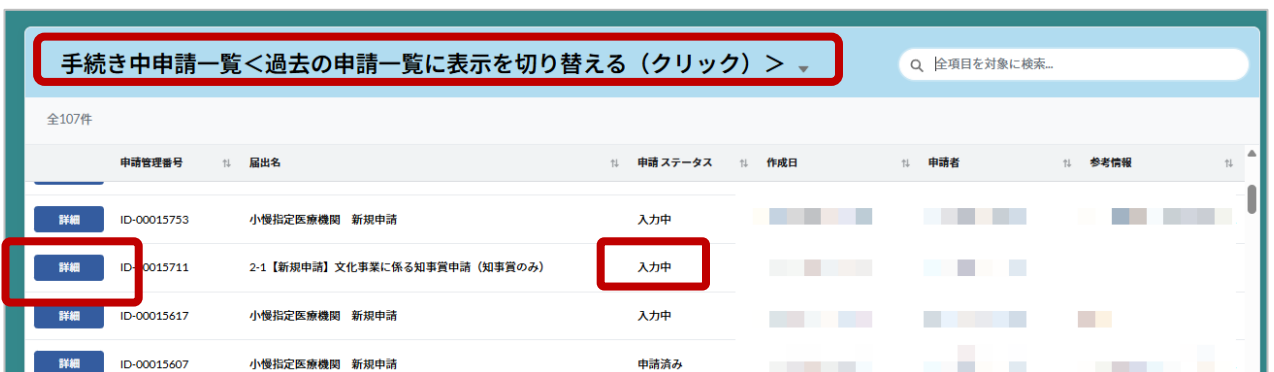 手続き中申請一覧＜過去の申請一覧に表示を切り替える（クリック）＞
全項目を対象に検索...
全107件
申請管理番号 届出名 申請 ステータス 作成日 申請者 参考情報
詳細 ID-00015753 小慢指定医療機関　新規申請 入力中
詳細 ID-00015711 2-1【新規申請】文化事業に係る知事賞申請（知事賞のみ） 入力中
詳細 ID-00015617 小慢指定医療機関　新規申請 入力中
詳細 ID-00015607 小慢指定医療機関　新規申請 申請済み